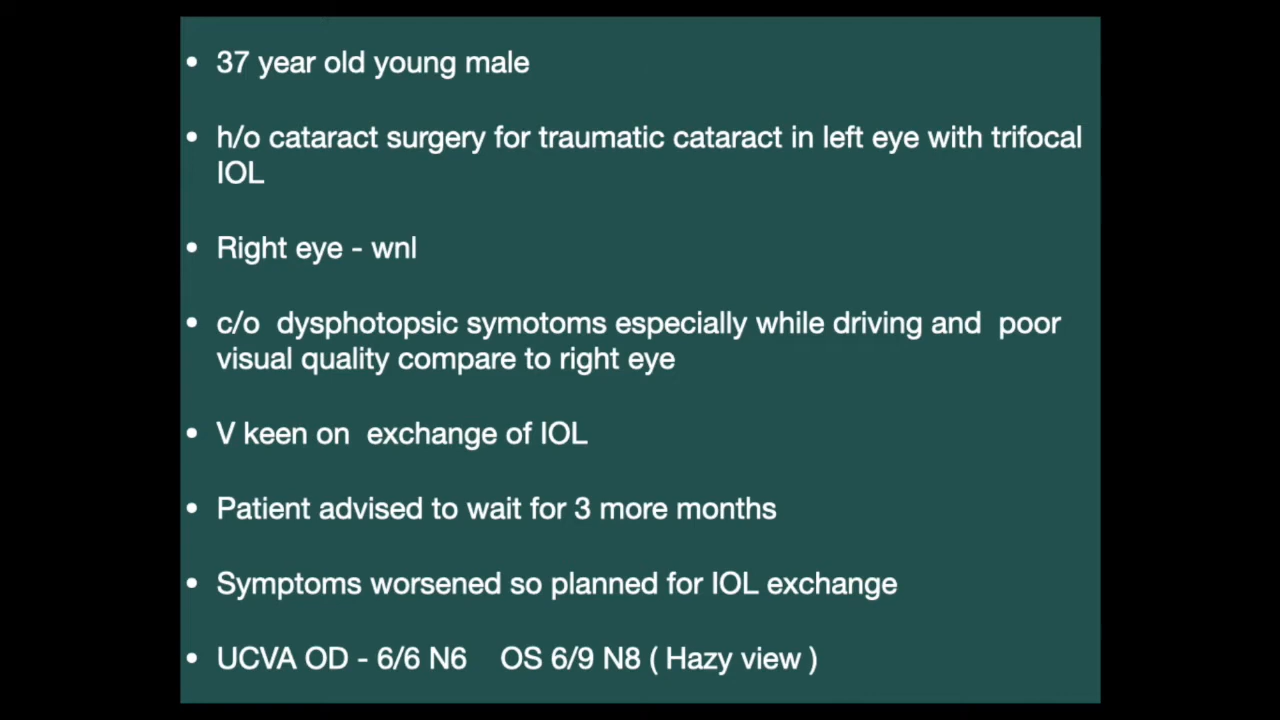 • 37 year old young male
• h/o cataract surgery for traumatic cataract in left eye with trifocal
IOL
• Right eye - wnl
• c/o  dysphotopsic symotoms especially while driving and  poor
visual quality compare to right eye
• V keen on  exchange of IOL
• Patient advised to wait for 3 more months
• Symptoms worsened so planned for IOL exchange
• UCVA OD - 6/6 N6    OS 6/9 N8 ( Hazy view )